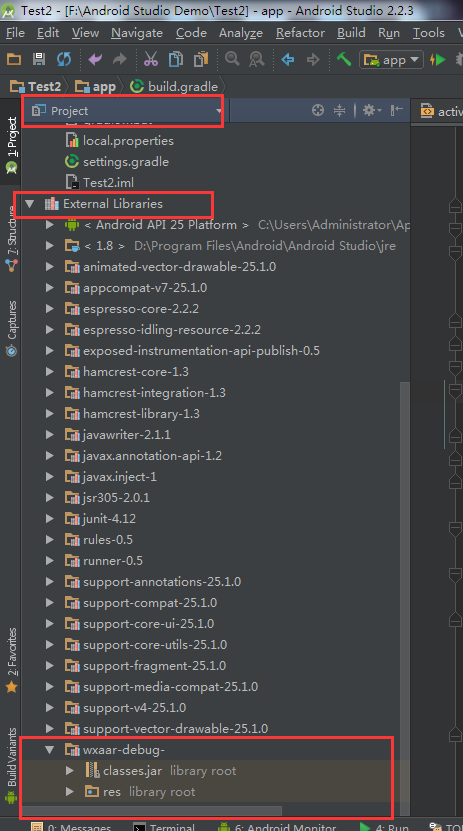 Test2 - [F:\Android Studio Demo\Test2] - app - Android Studio 2.2.3
File Edit View Navigate Code Analyze Refactor Build Run Tools
app
Test2 app build.gradle
Project
activ
local.properties
settings.gradle
Test2.iml
External Libraries
< Android API 25 Platform > C:\Users\Administrator\Ap
< 1.8 > D:\Program Files\Android\Android Studio\jre
animated-vector-drawable-25.1.0
appcompat-v7-25.1.0
espresso-core-2.2.2
espresso-idling-resource-2.2.2
exposed-instrumentation-api-publish-0.5
hamcrest-core-1.3
hamcrest-integration-1.3
hamcrest-library-1.3
javawriter-2.1.1
javax.annotation-api-1.2
javax.inject-1
jsr305-2.0.1
junit-4.12
rules-0.5
runner-0.5
support-annotations-25.1.0
support-compat-25.1.0
support-core-ui-25.1.0
support-core-utils-25.1.0
support-fragment-25.1.0
support-media-compat-25.1.0
support-v4-25.1.0
support-vector-drawable-25.1.0
wxaar-debug-
classes.jar library root
res library root
1: Project
7: Structure
Captures
2: Favorites
Build Variants
0: Messages Terminal 6: Android Monitor 4: Run TO